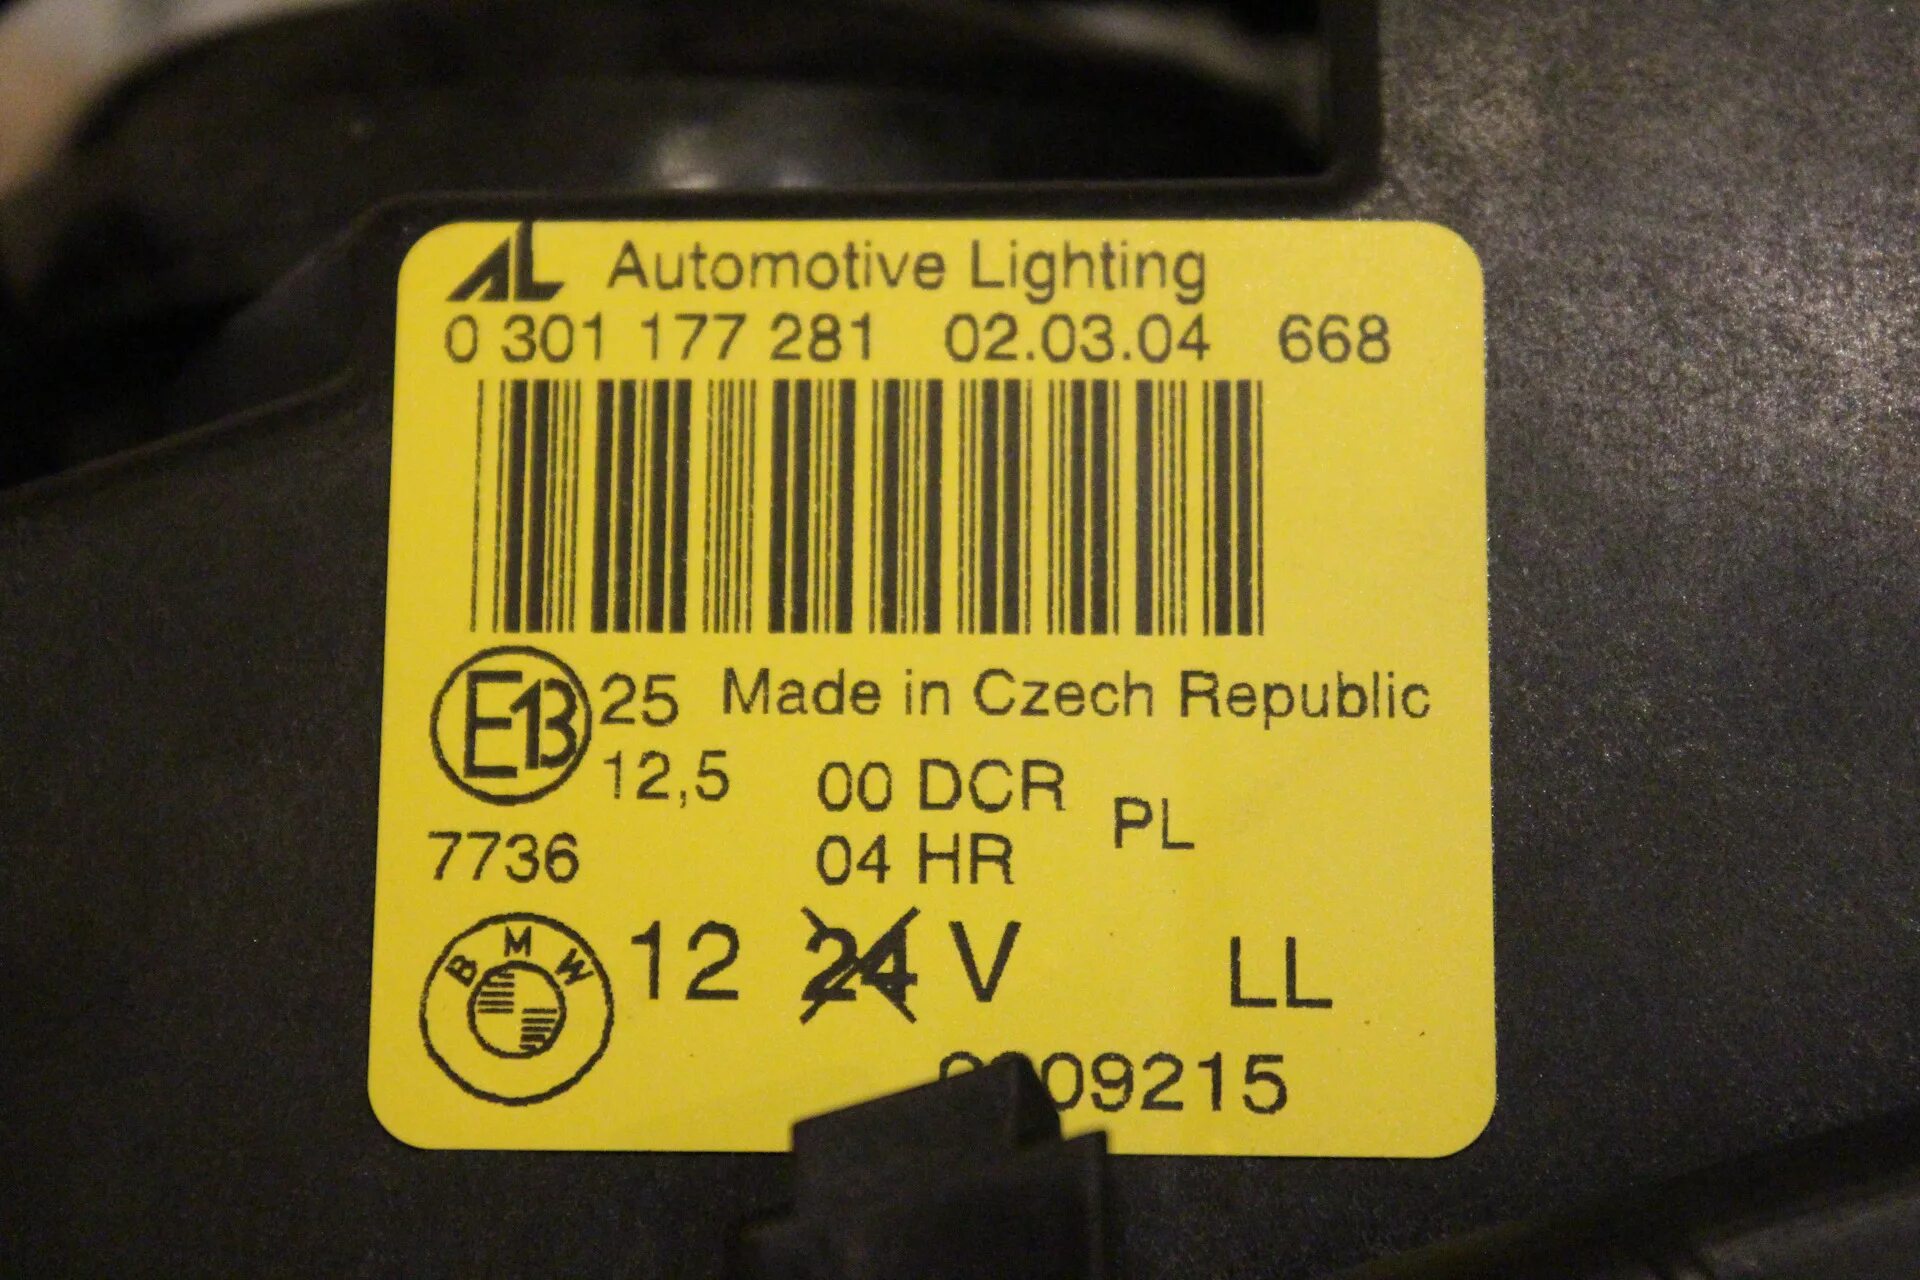 AL Automotive Lighting
0 301 177 281 02.03.04 668
E13 25 Made in Czech Republic
12,5 00 DCR PL
7736 04 HR
BMW 12 24 V LL